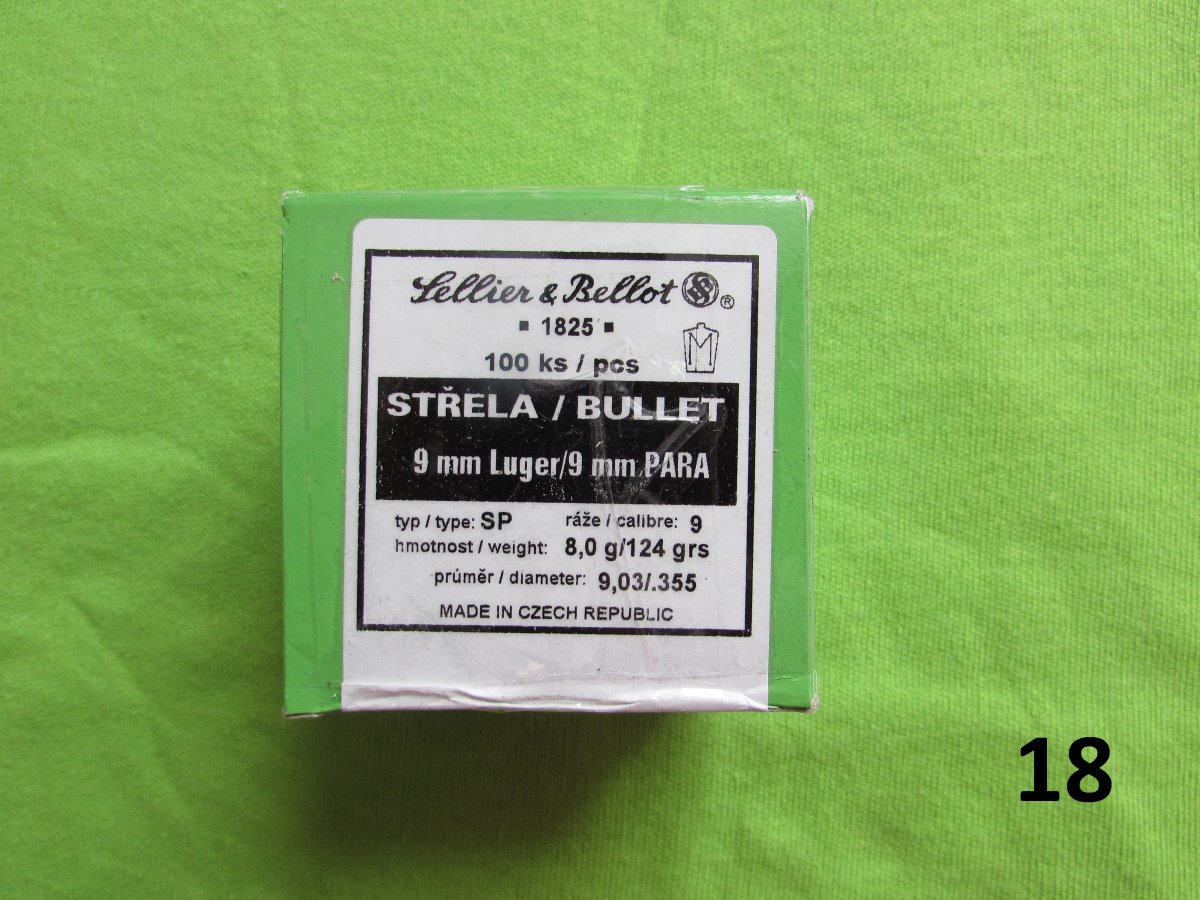 Sellier & Bellot ®
▪ 1825 ▪
100 ks / pcs
STŘELA / BULLET
9 mm Luger/9 mm PARA
typ / type: SP ráže / calibre: 9
hmotnost / weight: 8,0 g/124 grs
průměr / diameter: 9,03/.355
MADE IN CZECH REPUBLIC
18